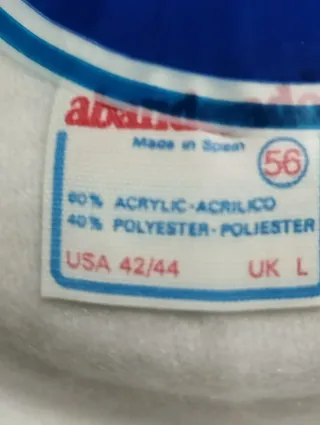 Made in Spain
56
60% ACRYLIC-ACRILICO
40% POLYESTER-POLIESTER
USA 42/44 UK L